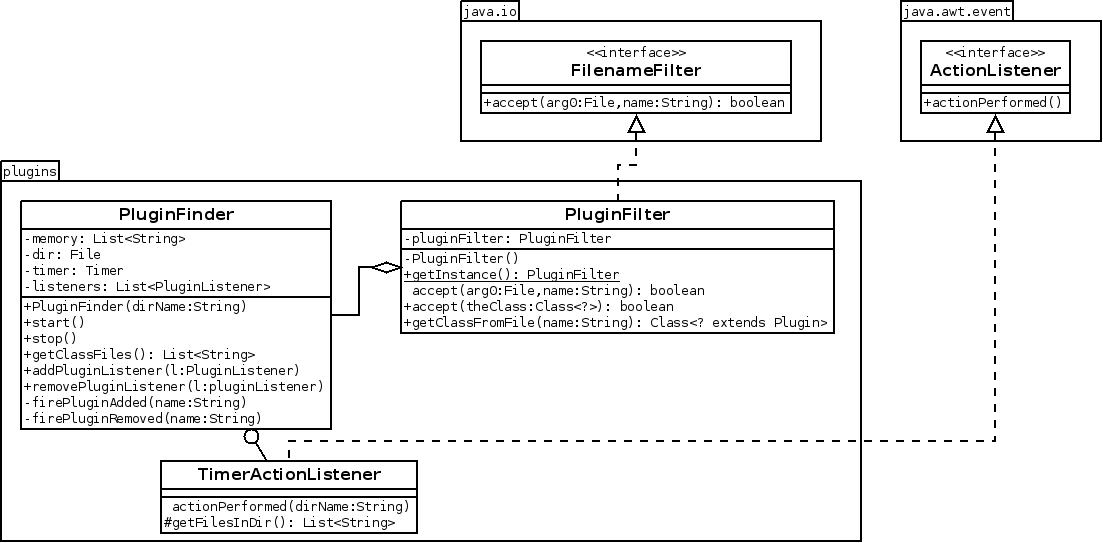 java.io
<<interface>>
FilenameFilter
+accept(arg0:File,name:String): boolean
java.awt.event
<<interface>>
ActionListener
+actionPerformed()
plugins
PluginFinder
-memory: List<String>
-dir: File
-timer: Timer
-listeners: List<PluginListener>
+PluginFinder(dirName:String)
+start()
+stop()
+getClassFiles(): List<String>
+addPluginListener(l:PluginListener)
+removePluginListener(l:pluginListener)
-firePluginAdded(name:String)
-firePluginRemoved(name:String)
PluginFilter
-pluginFilter: PluginFilter
-PluginFilter()
+getInstance(): PluginFilter
accept(arg0:File,name:String): boolean
+accept(theClass:Class<?>): boolean
+getClassFromFile(name:String): Class<? extends Plugin>
TimerActionListener
actionPerformed(dirName:String)
#getFilesInDir(): List<String>